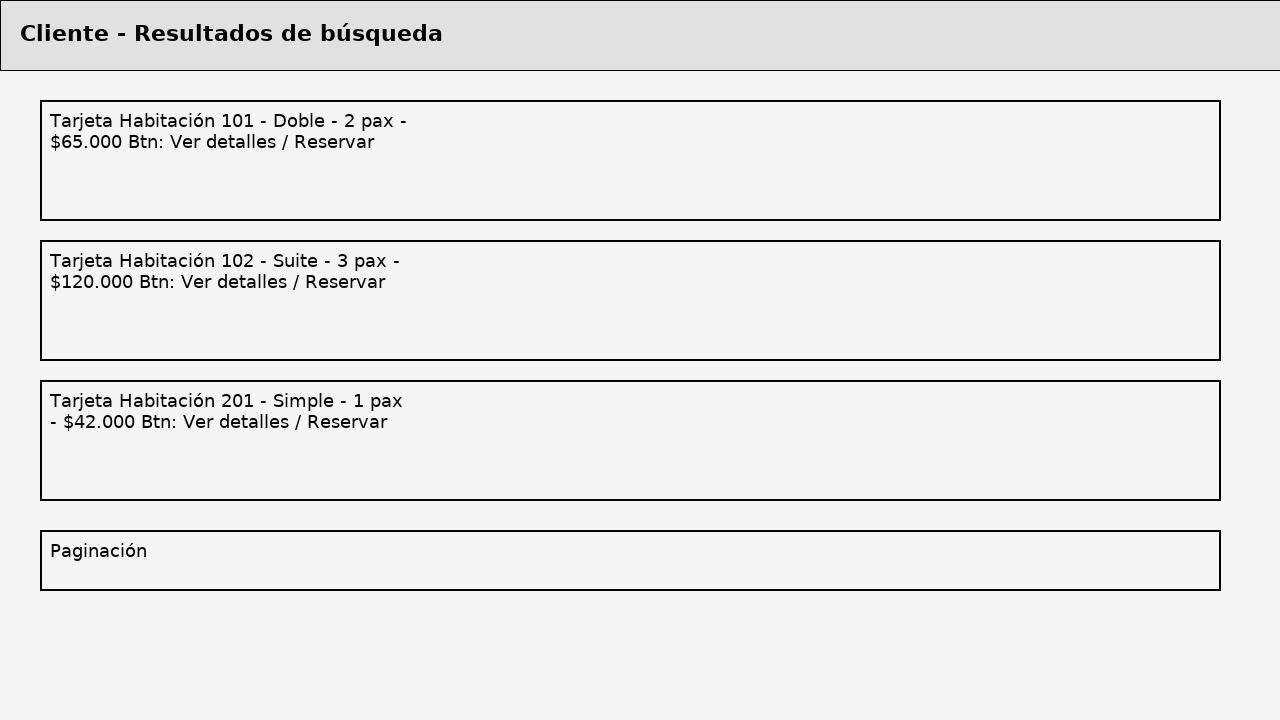 Cliente - Resultados de búsqueda
Tarjeta Habitación 101 - Doble - 2 pax -
$65.000 Btn: Ver detalles / Reservar
Tarjeta Habitación 102 - Suite - 3 pax -
$120.000 Btn: Ver detalles / Reservar
Tarjeta Habitación 201 - Simple - 1 pax
- $42.000 Btn: Ver detalles / Reservar
Paginación